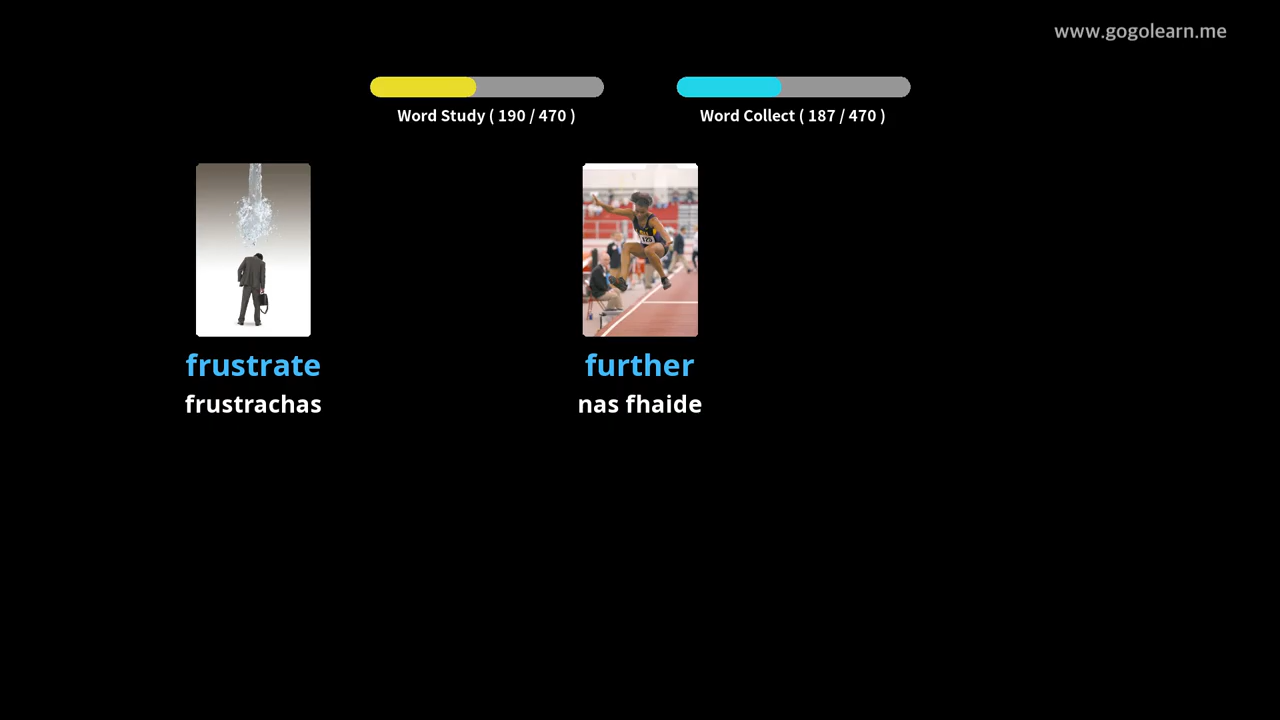 www.gogolearn.me
Word Study ( 190 / 470 )
Word Collect ( 187 / 470 )
frustrate
frustrachas
further
nas fhaide